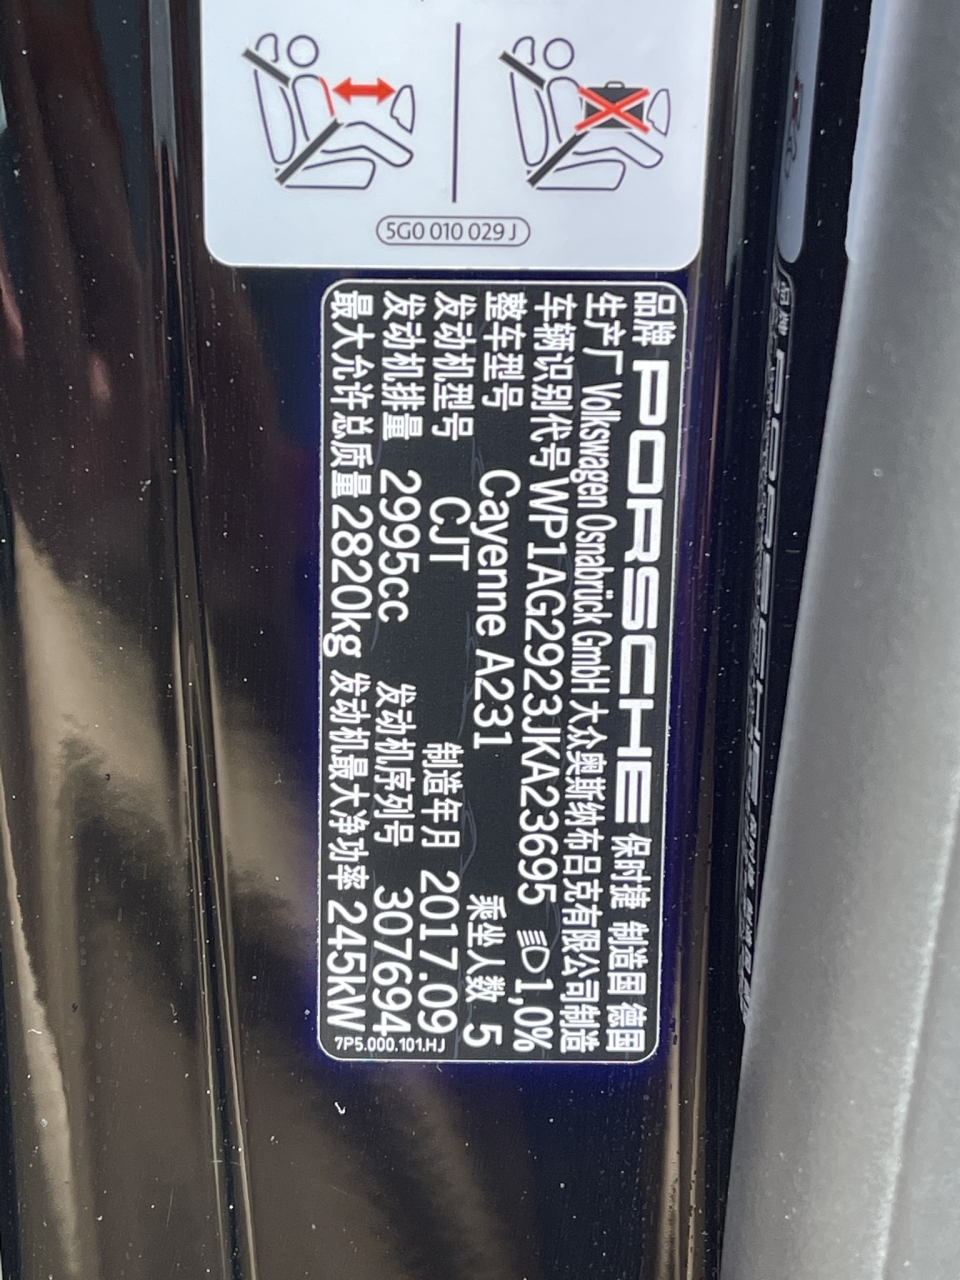 5G0 010 029 J
品牌 PORSCHE 保时捷 制造国 德国
生产厂 Volkswagen Osnabrück GmbH 大众奥斯纳布吕克有限公司制造
车辆识别代号 WP1AG2923JKA23695 1,0%
整车型号 Cayenne A231 乘坐人数 5
发动机型号 CJT 制造年月 2017.09
发动机排量 2995cc 发动机序列号 307694
最大允许总质量 2820kg 发动机最大净功率 245kW
7P5.000.101.HJ